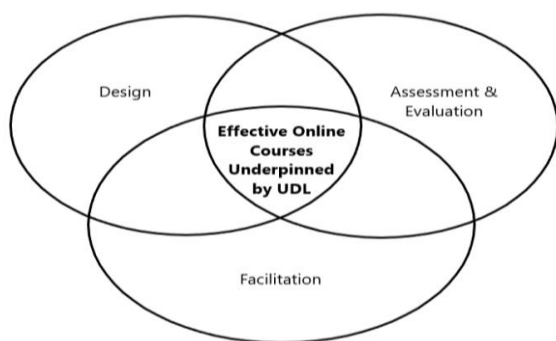 Design
Assessment &
Evaluation
Effective Online
Courses
Underpinned
by UDL
Facilitation